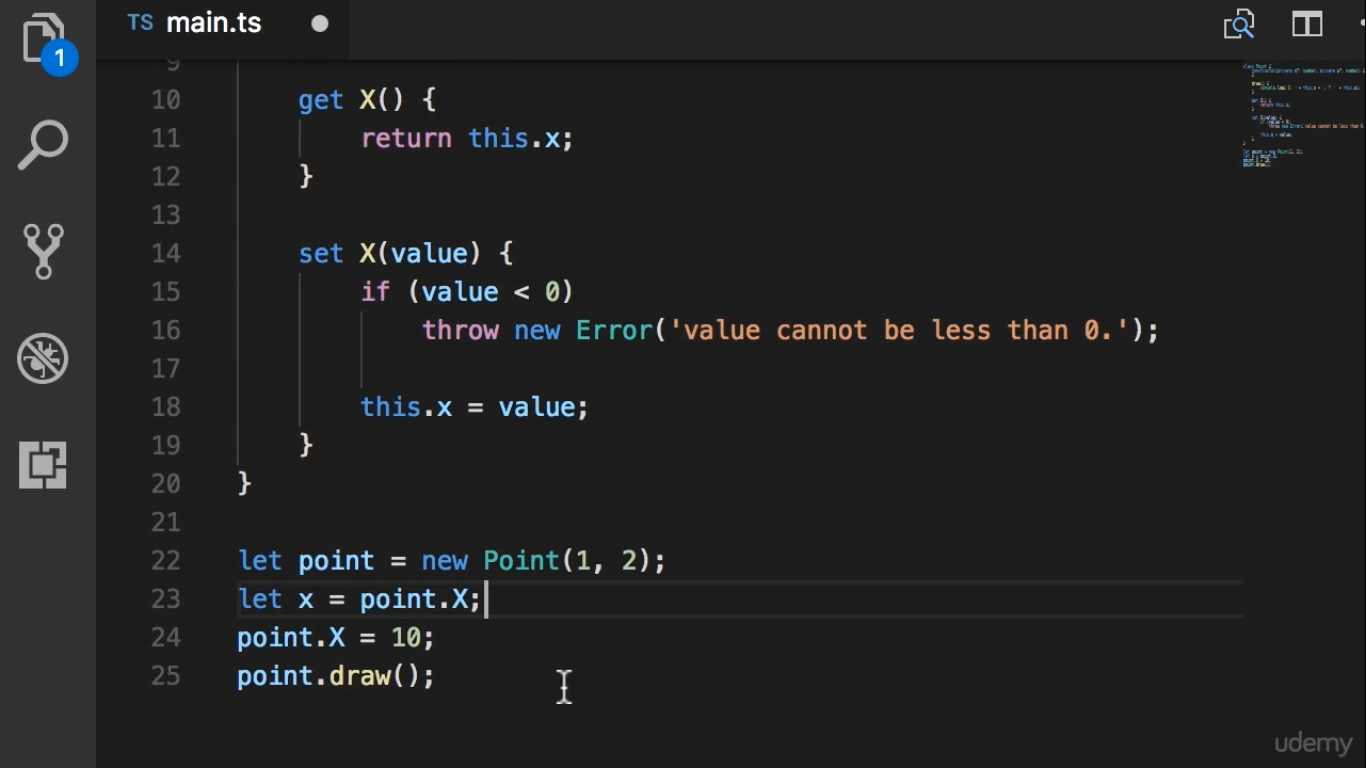 TS main.ts
1
9
10 get X() {
11 return this.x;
12 }
13
14 set X(value) {
15 if (value < 0)
16 throw new Error('value cannot be less than 0.');
17
18 this.x = value;
19 }
20 }
21
22 let point = new Point(1, 2);
23 let x = point.X;
24 point.X = 10;
25 point.draw();
udemy